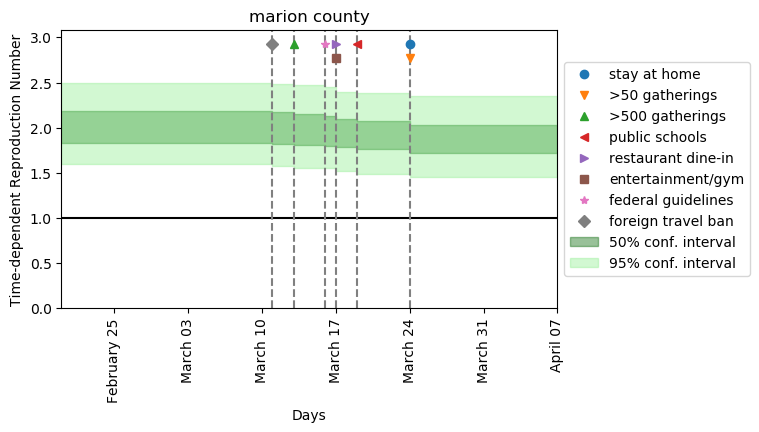 marion county
Time-dependent Reproduction Number
3.0
2.5
2.0
1.5
1.0
0.5
0.0
February 25
March 03
March 10
March 17
March 24
March 31
April 07
Days
stay at home
>50 gatherings
>500 gatherings
public schools
restaurant dine-in
entertainment/gym
federal guidelines
foreign travel ban
50% conf. interval
95% conf. interval